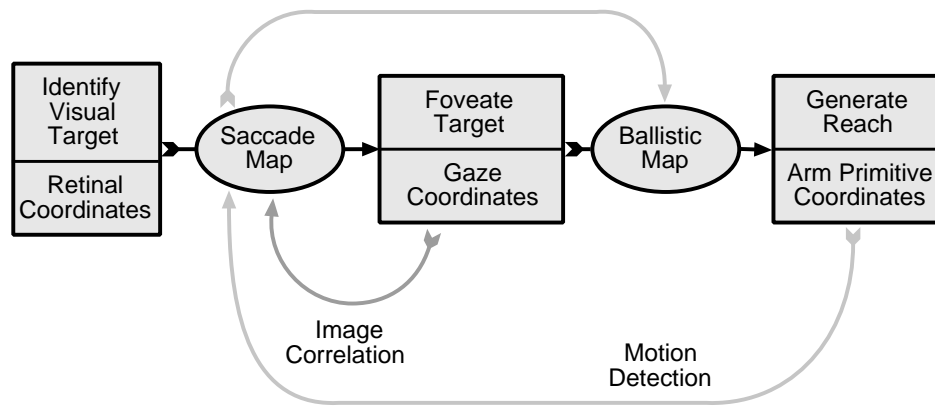 Identify
Visual
Target
Retinal
Coordinates
Saccade
Map
Foveate
Target
Gaze
Coordinates
Ballistic
Map
Generate
Reach
Arm Primitive
Coordinates
Image
Correlation
Motion
Detection